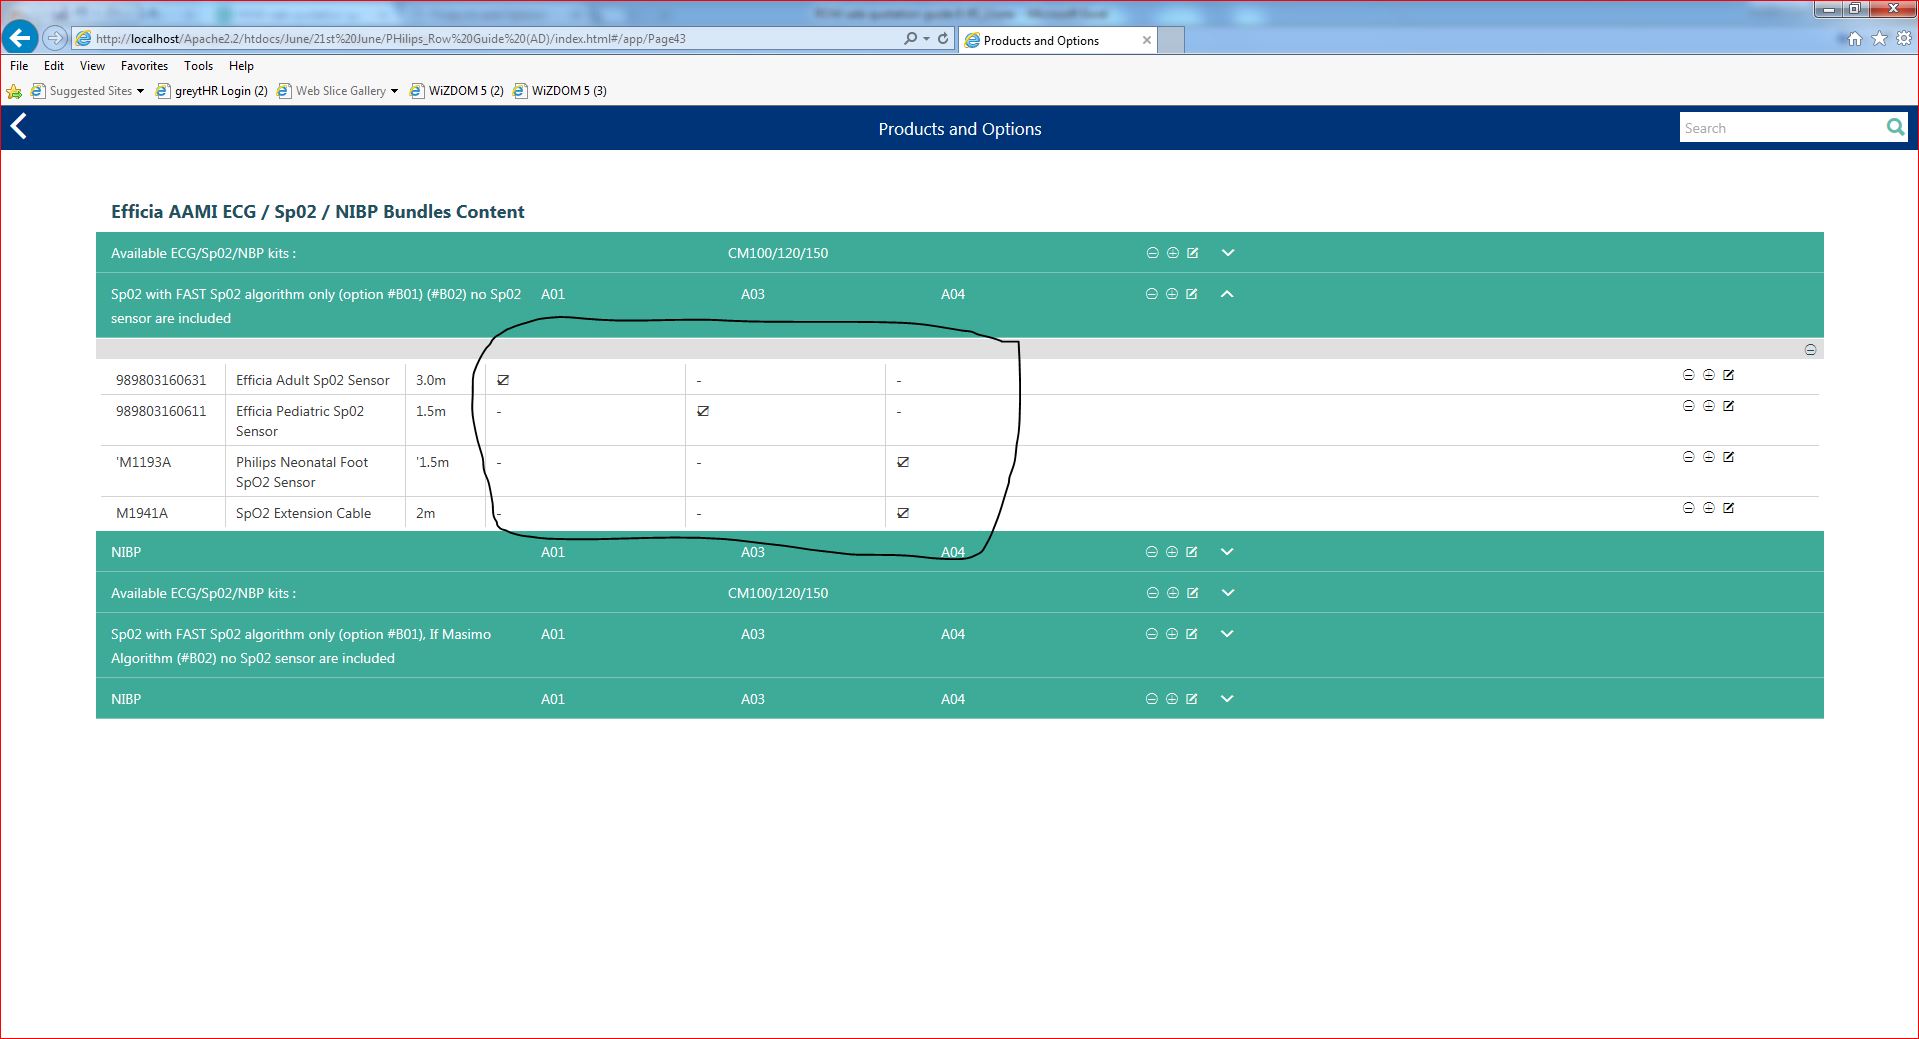 http://localhost/Apache2.2/htdocs/June/21st%20June/PHilips_Row%20Guide%20(AD)/index.html#/app/Page43
Products and Options
File Edit View Favorites Tools Help
Suggested Sites greytHR Login (2) Web Slice Gallery WiZDOM 5 (2) WiZDOM 5 (3)
Products and Options
Search
Efficia AAMI ECG / Sp02 / NIBP Bundles Content
Available ECG/Sp02/NBP kits : CM100/120/150
Sp02 with FAST Sp02 algorithm only (option #B01) (#B02) no Sp02 A01 A03 A04
sensor are included
989803160631 Efficia Adult Sp02 Sensor 3.0m - -
989803160611 Efficia Pediatric Sp02 1.5m - -
Sensor
'M1193A Philips Neonatal Foot '1.5m - -
SpO2 Sensor
M1941A SpO2 Extension Cable 2m - -
NIBP A01 A03 A04
Available ECG/Sp02/NBP kits : CM100/120/150
Sp02 with FAST Sp02 algorithm only (option #B01), If Masimo A01 A03 A04
Algorithm (#B02) no Sp02 sensor are included
NIBP A01 A03 A04